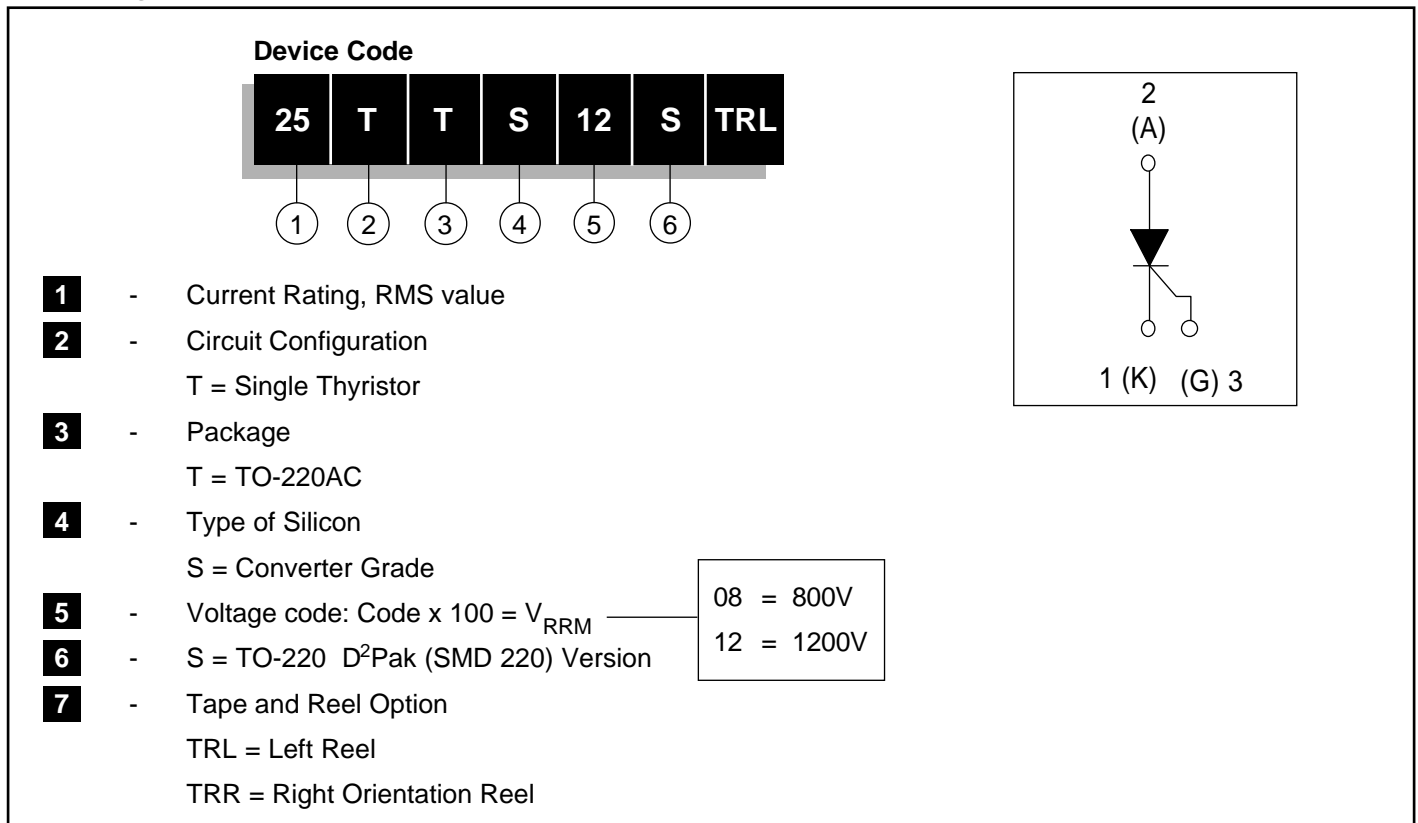 Device Code
25 T T S 12 S TRL
1 2 3 4 5 6
1 - Current Rating, RMS value
2 - Circuit Configuration
T = Single Thyristor
3 - Package
T = TO-220AC
4 - Type of Silicon
S = Converter Grade
5 - Voltage code: Code x 100 = VRRM
08 = 800V
12 = 1200V
6 - S = TO-220 D²Pak (SMD 220) Version
7 - Tape and Reel Option
TRL = Left Reel
TRR = Right Orientation Reel
2
(A)
1 (K) (G) 3